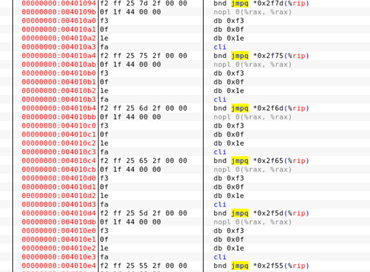 00000000:00401094 f2 ff 25 7d 2f 00 00 bnd jmpq *0x2f7d(%rip)
00000000:0040109b 0f 1f 44 00 00 nopl 0(%rax, %rax)
00000000:004010a0 f3 db 0xf3
00000000:004010a1 0f db 0x0f
00000000:004010a2 1e db 0x1e
00000000:004010a3 fa cli
00000000:004010a4 f2 ff 25 75 2f 00 00 bnd jmpq *0x2f75(%rip)
00000000:004010ab 0f 1f 44 00 00 nopl 0(%rax, %rax)
00000000:004010b0 f3 db 0xf3
00000000:004010b1 0f db 0x0f
00000000:004010b2 1e db 0x1e
00000000:004010b3 fa cli
00000000:004010b4 f2 ff 25 6d 2f 00 00 bnd jmpq *0x2f6d(%rip)
00000000:004010bb 0f 1f 44 00 00 nopl 0(%rax, %rax)
00000000:004010c0 f3 db 0xf3
00000000:004010c1 0f db 0x0f
00000000:004010c2 1e db 0x1e
00000000:004010c3 fa cli
00000000:004010c4 f2 ff 25 65 2f 00 00 bnd jmpq *0x2f65(%rip)
00000000:004010cb 0f 1f 44 00 00 nopl 0(%rax, %rax)
00000000:004010d0 f3 db 0xf3
00000000:004010d1 0f db 0x0f
00000000:004010d2 1e db 0x1e
00000000:004010d3 fa cli
00000000:004010d4 f2 ff 25 5d 2f 00 00 bnd jmpq *0x2f5d(%rip)
00000000:004010db 0f 1f 44 00 00 nopl 0(%rax, %rax)
00000000:004010e0 f3 db 0xf3
00000000:004010e1 0f db 0x0f
00000000:004010e2 1e db 0x1e
00000000:004010e3 fa cli
00000000:004010e4 f2 ff 25 55 2f 00 00 bnd jmpq *0x2f55(%rip)